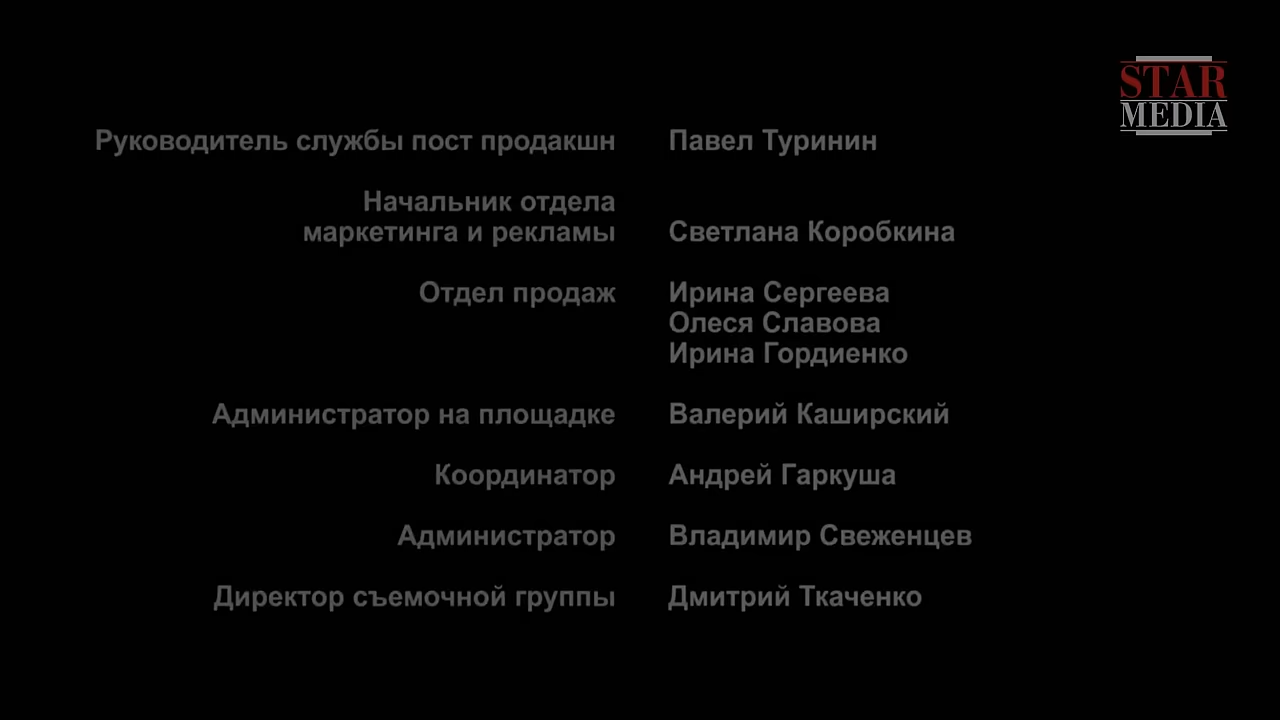 STAR
MEDIA
Руководитель службы пост продакшн Павел Туринин
Начальник отдела
маркетинга и рекламы Светлана Коробкина
Отдел продаж Ирина Сергеева
Олеся Славова
Ирина Гордиенко
Администратор на площадке Валерий Каширский
Координатор Андрей Гаркуша
Администратор Владимир Свеженцев
Директор съемочной группы Дмитрий Ткаченко